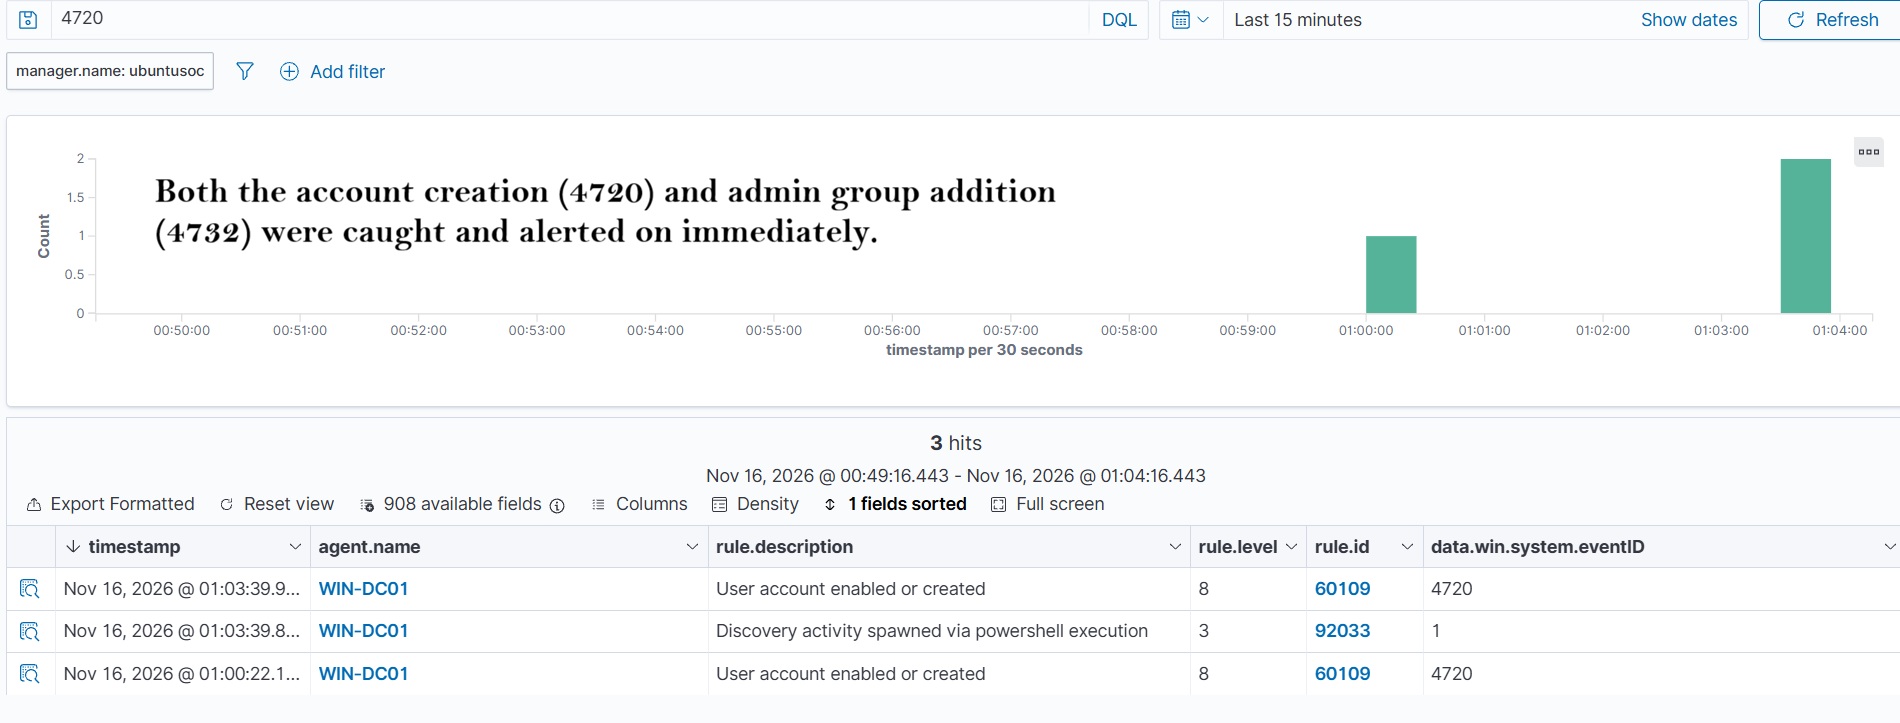 4720
DQL
Last 15 minutes
Show dates
Refresh
manager.name: ubuntusoc
Add filter
Both the account creation (4720) and admin group addition
(4732) were caught and alerted on immediately.
Count
2
1.5
1
0.5
0
00:50:00 00:51:00 00:52:00 00:53:00 00:54:00 00:55:00 00:56:00 00:57:00 00:58:00 00:59:00 01:00:00 01:01:00 01:02:00 01:03:00 01:04:00
timestamp per 30 seconds
3 hits
Nov 16, 2026 @ 00:49:16.443 - Nov 16, 2026 @ 01:04:16.443
Export Formatted Reset view 908 available fields Columns Density 1 fields sorted Full screen
timestamp agent.name rule.description rule.level rule.id data.win.system.eventID
Nov 16, 2026 @ 01:03:39.9... WIN-DC01 User account enabled or created 8 60109 4720
Nov 16, 2026 @ 01:03:39.8... WIN-DC01 Discovery activity spawned via powershell execution 3 92033 1
Nov 16, 2026 @ 01:00:22.1... WIN-DC01 User account enabled or created 8 60109 4720